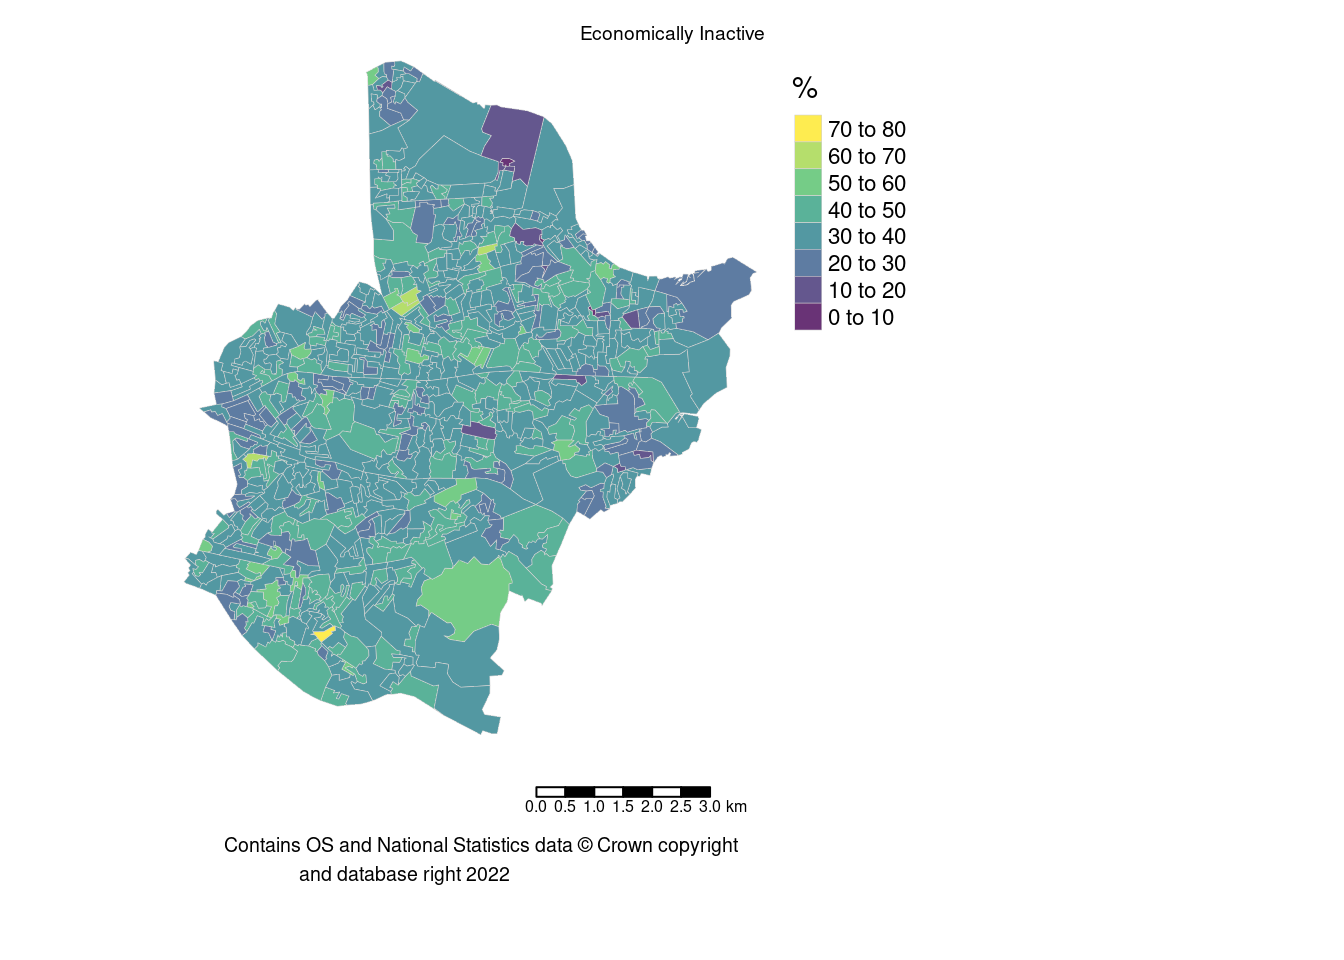 Economically Inactive
%
70 to 80
60 to 70
50 to 60
40 to 50
30 to 40
20 to 30
10 to 20
0 to 10
0.0 0.5 1.0 1.5 2.0 2.5 3.0 km
Contains OS and National Statistics data © Crown copyright
and database right 2022